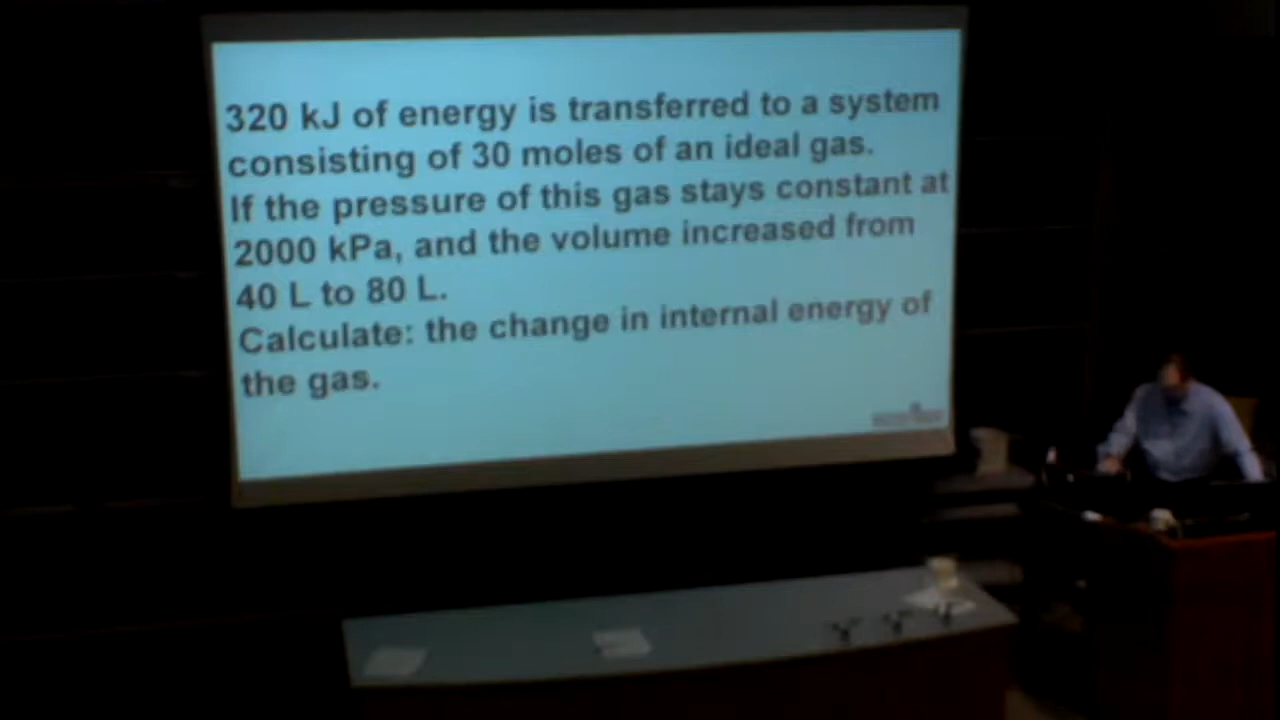 320 kJ of energy is transferred to a system
consisting of 30 moles of an ideal gas.
If the pressure of this gas stays constant at
2000 kPa, and the volume increased from
40 L to 80 L.
Calculate: the change in internal energy of
the gas.